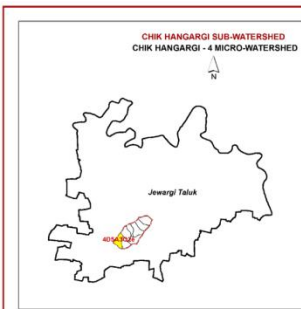 CHIK HANGARGI SUB-WATERSHED
CHIK HANGARGI - 4 MICRO-WATERSHED
N
Jewargi Taluk